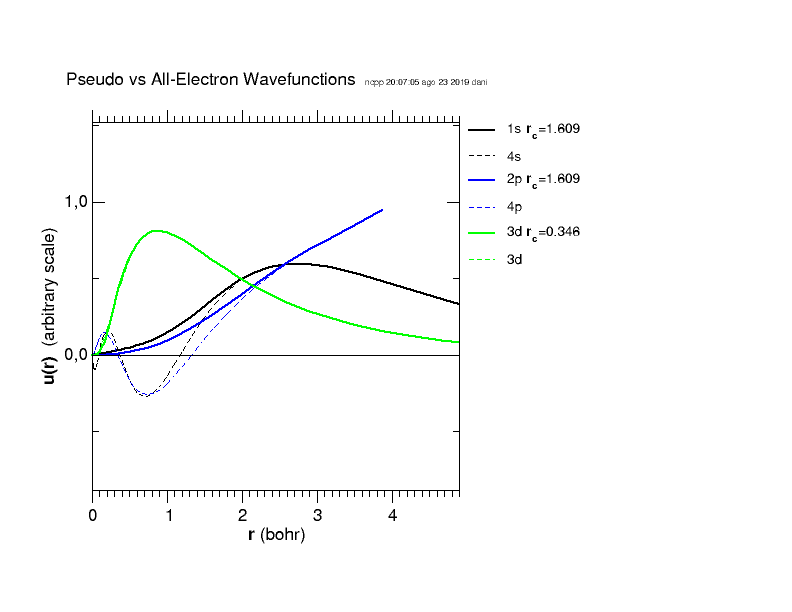 Pseudo vs All-Electron Wavefunctions ncpp 20:07:05 ago 23 2019 dani
1s rc=1.609
4s
2p rc=1.609
4p
3d rc=0.346
3d
1,0
0,0
u(r) (arbitrary scale)
0 1 2 3 4
r (bohr)